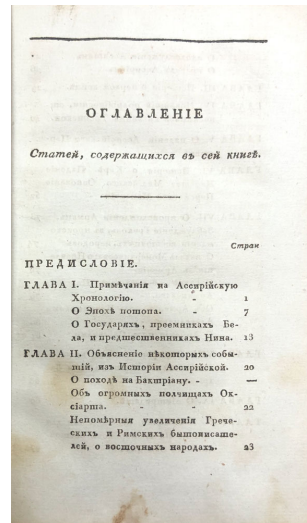 ОГЛАВЛЕНІЕ
Статей, содержащихся въ сей книгѣ.
Стран
ПРЕДИСЛОВІЕ.
ГЛАВА I. Примѣчанія на Ассирійскую
Хронологію. - 1
О Эпохѣ потопа. - 7
О Государяхъ, преемникахъ Бе-
ла, и предшественникахъ Нина. 13
ГЛАВА II. Объясненіе нѣкоторыхъ собы-
тій, изъ Исторіи Ассирійской. 20
О походѣ на Бактріану. - —
Объ огромныхъ полчищахъ Ок-
сіарта. - - 22
Непомѣрныя увеличенія Грече-
скихъ и Римскихъ бытописате-
лей, о восточныхъ народахъ. 23